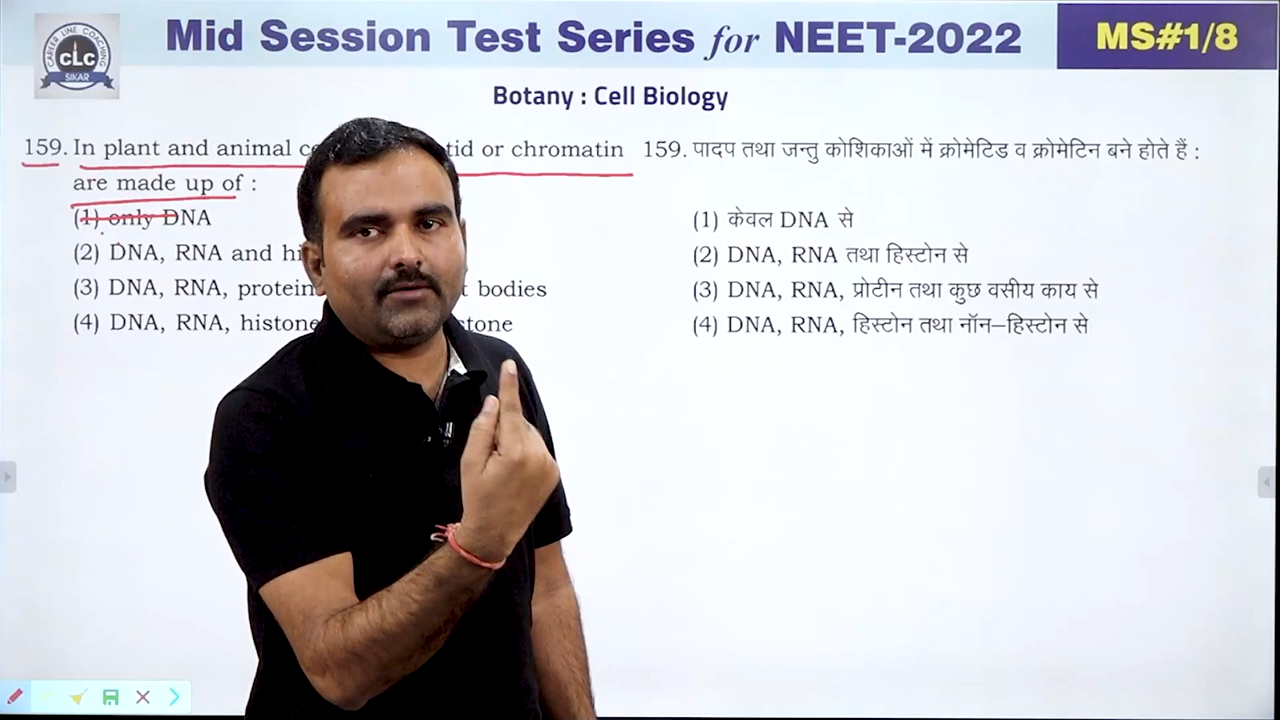 CAREER LINE COACHING
CLC
SIKAR
Mid Session Test Series for NEET-2022
MS#1/8
Botany : Cell Biology
159. In plant and animal tid or chromatin
are made up of :
(1) only DNA
(2) DNA, RNA and
(3) DNA, RNA, protein bodies
(4) DNA, RNA, histone
159. पादप तथा जन्तु कोशिकाओं में क्रोमेटिड व क्रोमेटिन बने होते हैं :
(1) केवल DNA से
(2) DNA, RNA तथा हिस्टोन से
(3) DNA, RNA, प्रोटीन तथा कुछ वसीय काय से
(4) DNA, RNA, हिस्टोन तथा नॉन–हिस्टोन से